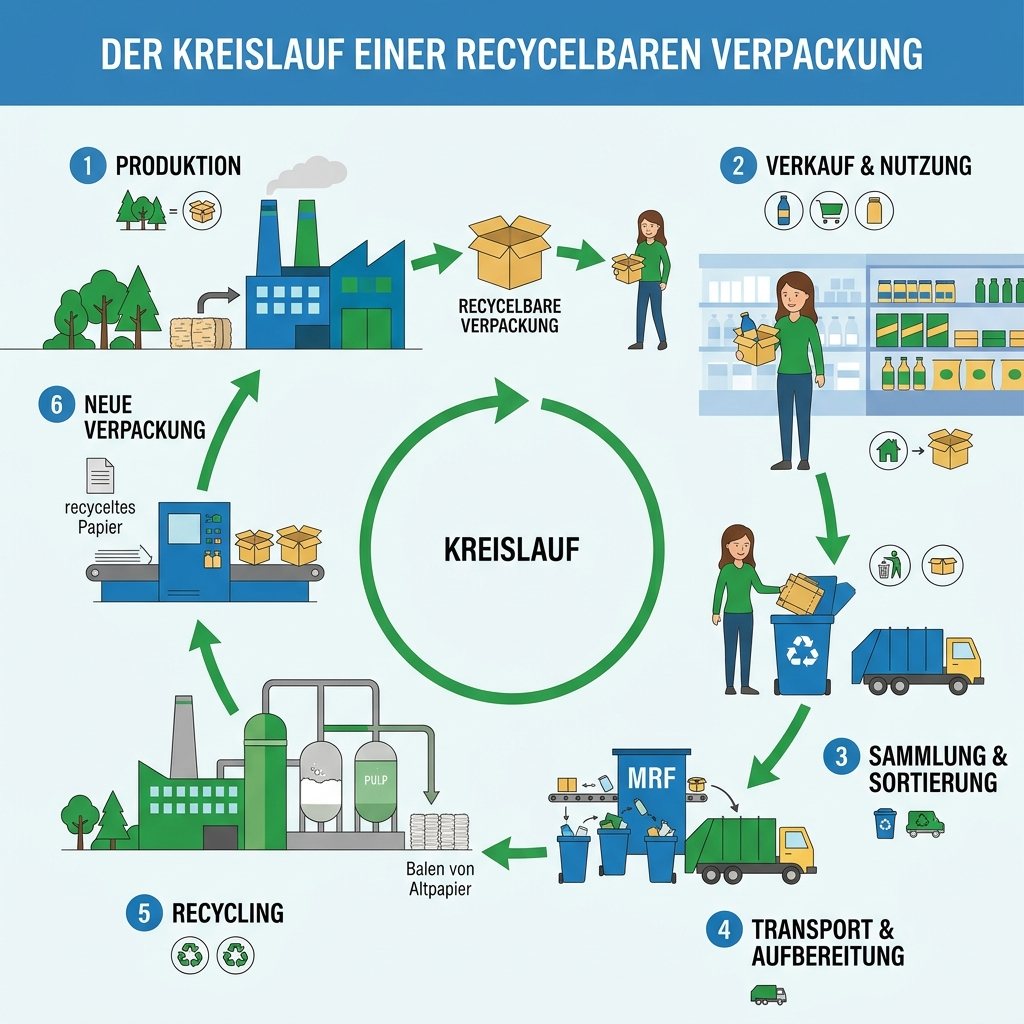 DER KREISLAUF EINER RECYCELBAREN VERPACKUNG
1 PRODUKTION
=
RECYCELBARE
VERPACKUNG
2 VERKAUF & NUTZUNG
3 SAMMLUNG &
SORTIERUNG
MRF
4 TRANSPORT &
AUFBEREITUNG
PULP
Balen von
Altpapier
5 RECYCLING
6 NEUE
VERPACKUNG
recyceltes
Papier
KREISLAUF